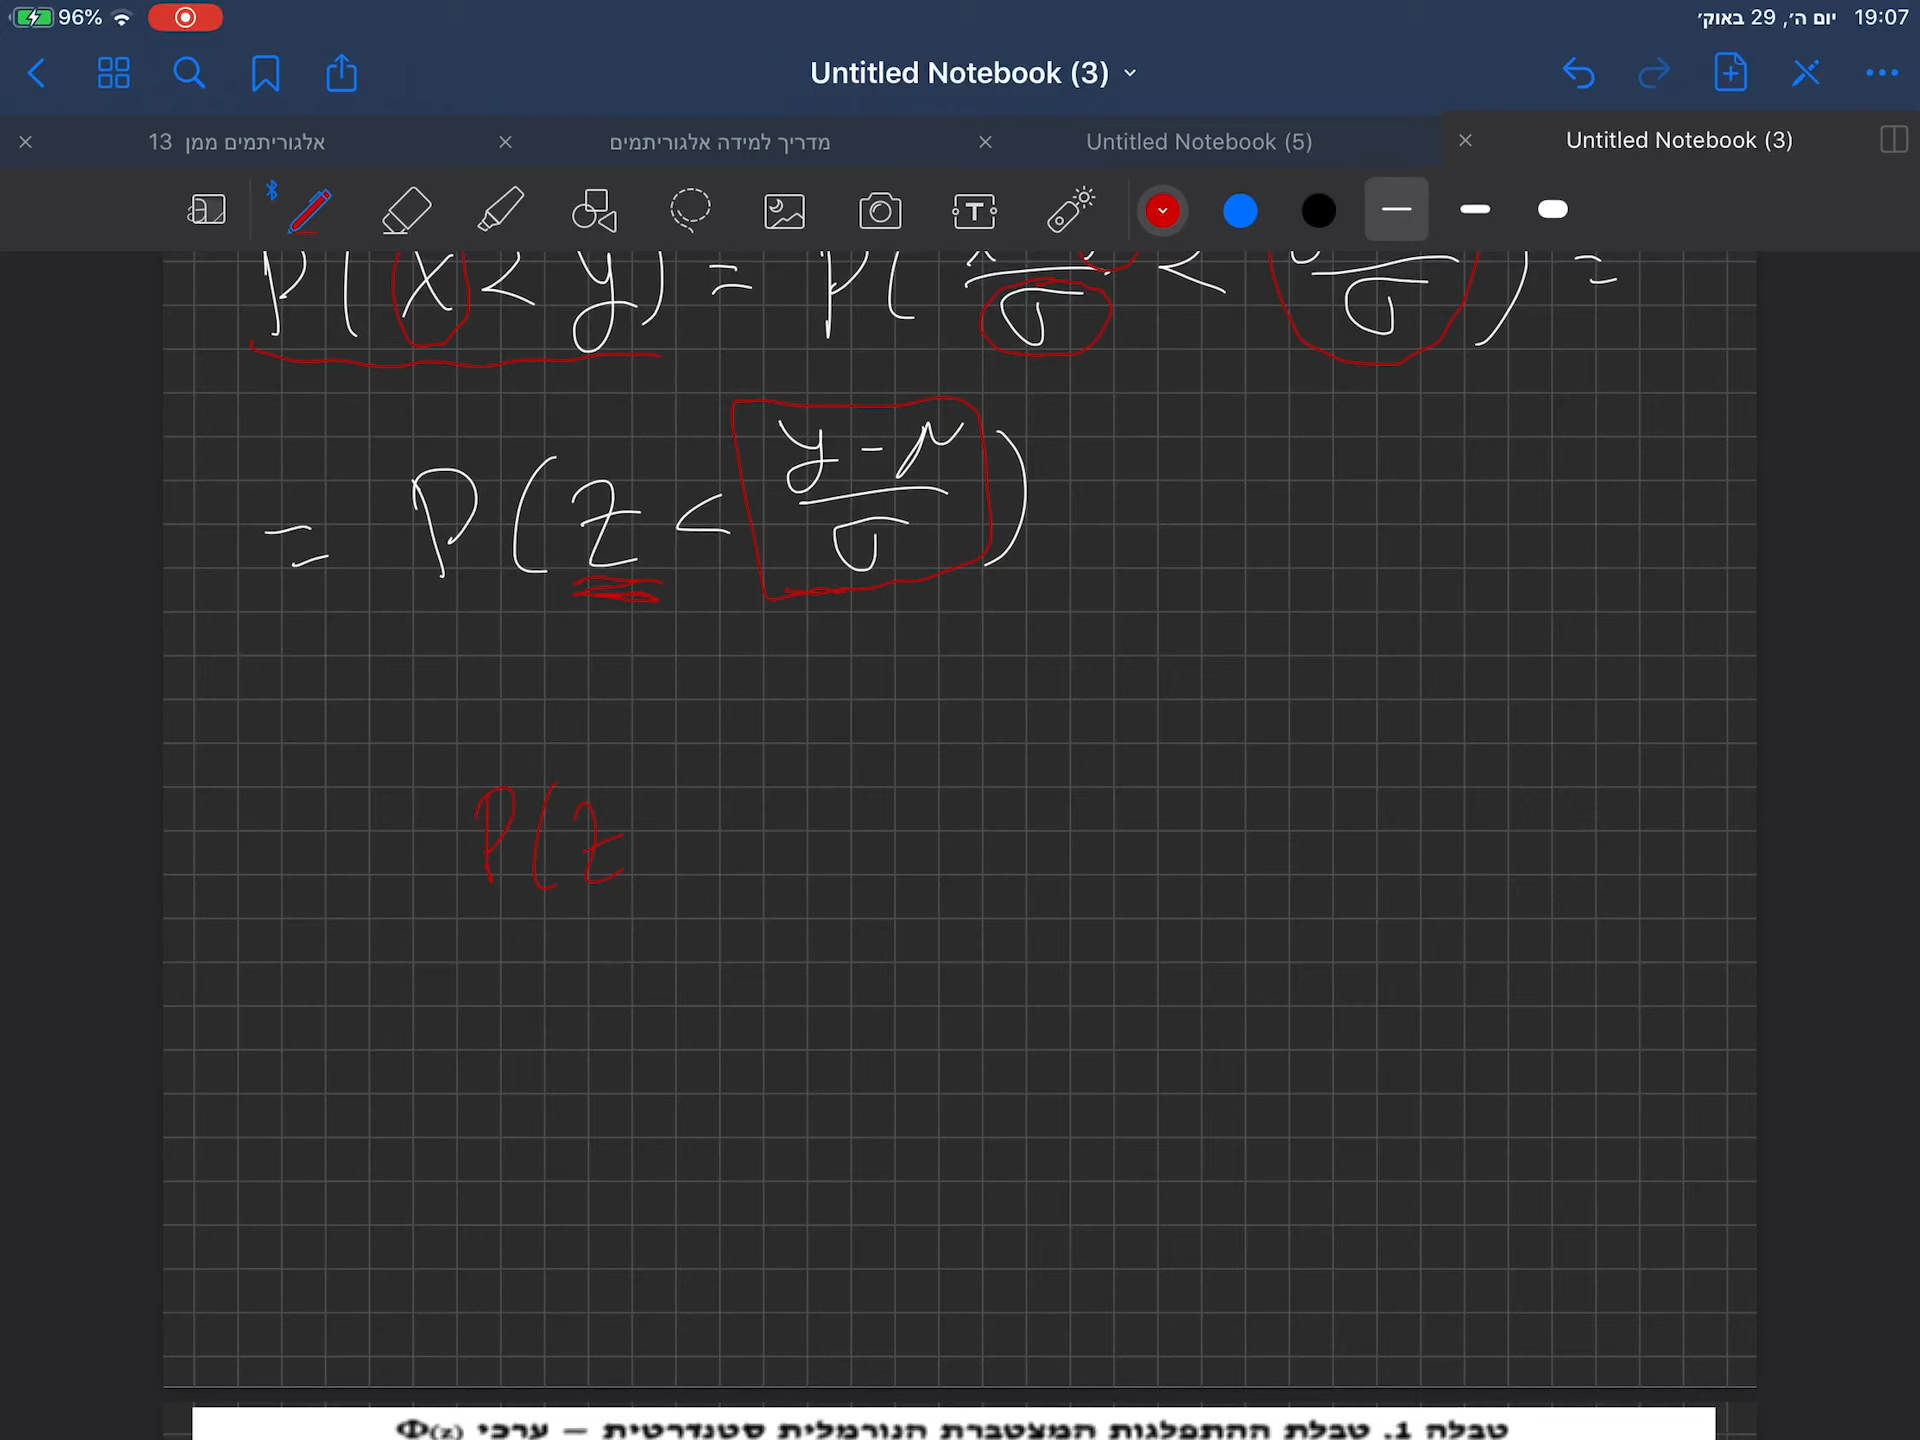 96% יום ה׳, 29 באוק׳ 19:07
Untitled Notebook (3)
אלגוריתמים ממן 13
מדריך למידה אלגוריתמים
Untitled Notebook (5)
Untitled Notebook (3)
a T
P( x < y ) = P( < σ σ ) =
= P( z < y - μ / σ )
P( z
טבלה 1. טבלת ההתפלגות המצטברת הנורמלית סטנדרטית – ערכי Φ(z)